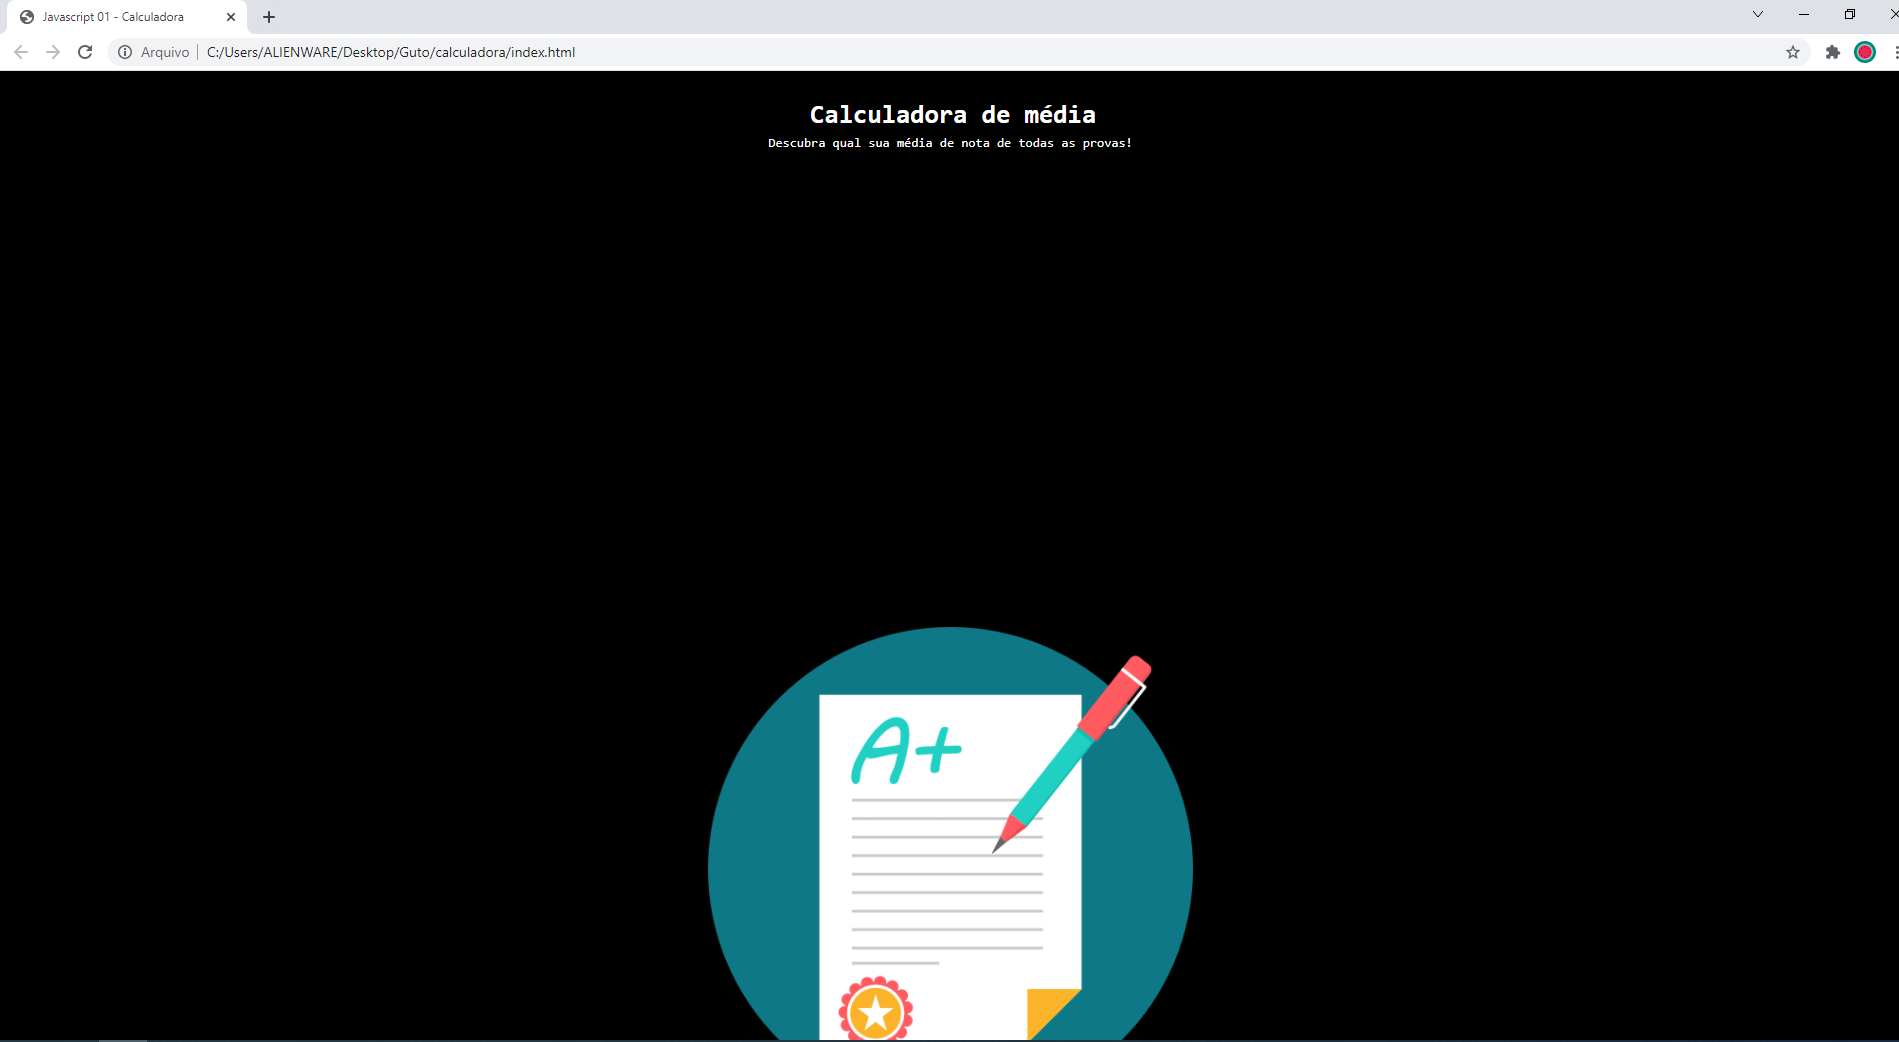 Javascript 01 - Calculadora
Arquivo | C:/Users/ALIENWARE/Desktop/Guto/calculadora/index.html
Calculadora de média
Descubra qual sua média de nota de todas as provas!
A+